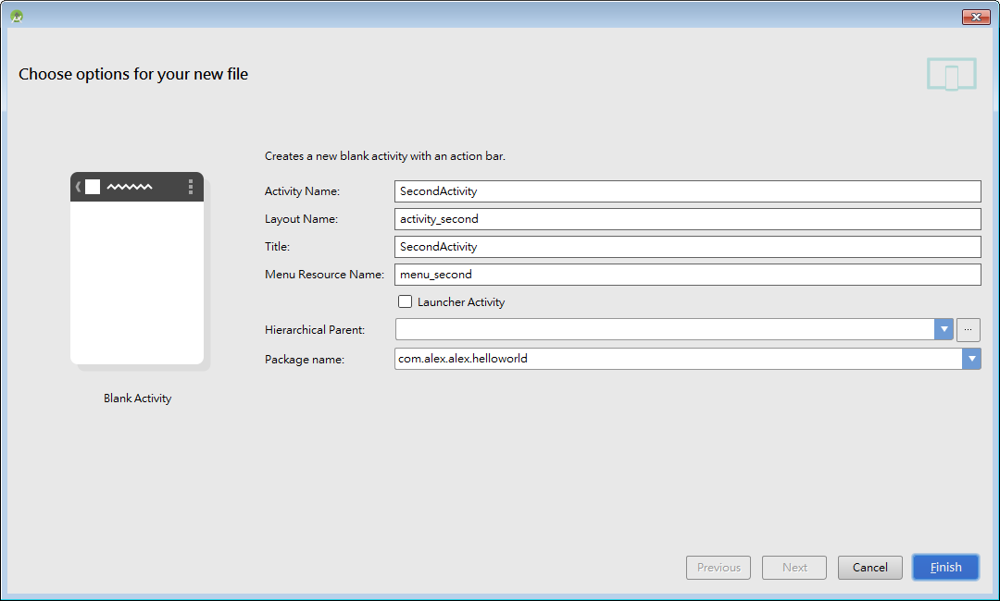 Choose options for your new file
Creates a new blank activity with an action bar.
Activity Name: SecondActivity
Layout Name: activity_second
Title: SecondActivity
Menu Resource Name: menu_second
Launcher Activity
Hierarchical Parent: ...
Package name: com.alex.alex.helloworld
Blank Activity
Previous Next Cancel Finish